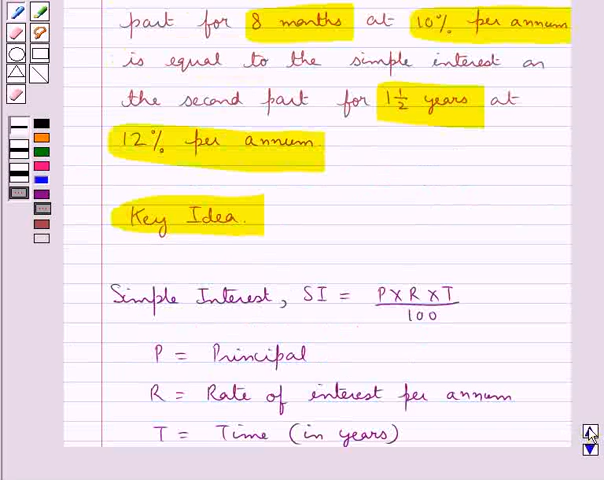 part for 8 months at 10% per annum
is equal to the simple interest on
the second part for 1 1/2 years at
12% per annum.
Key Idea.
Simple Interest, SI = P×R×T/100
P = Principal
R = Rate of interest per annum
T = Time (in years)